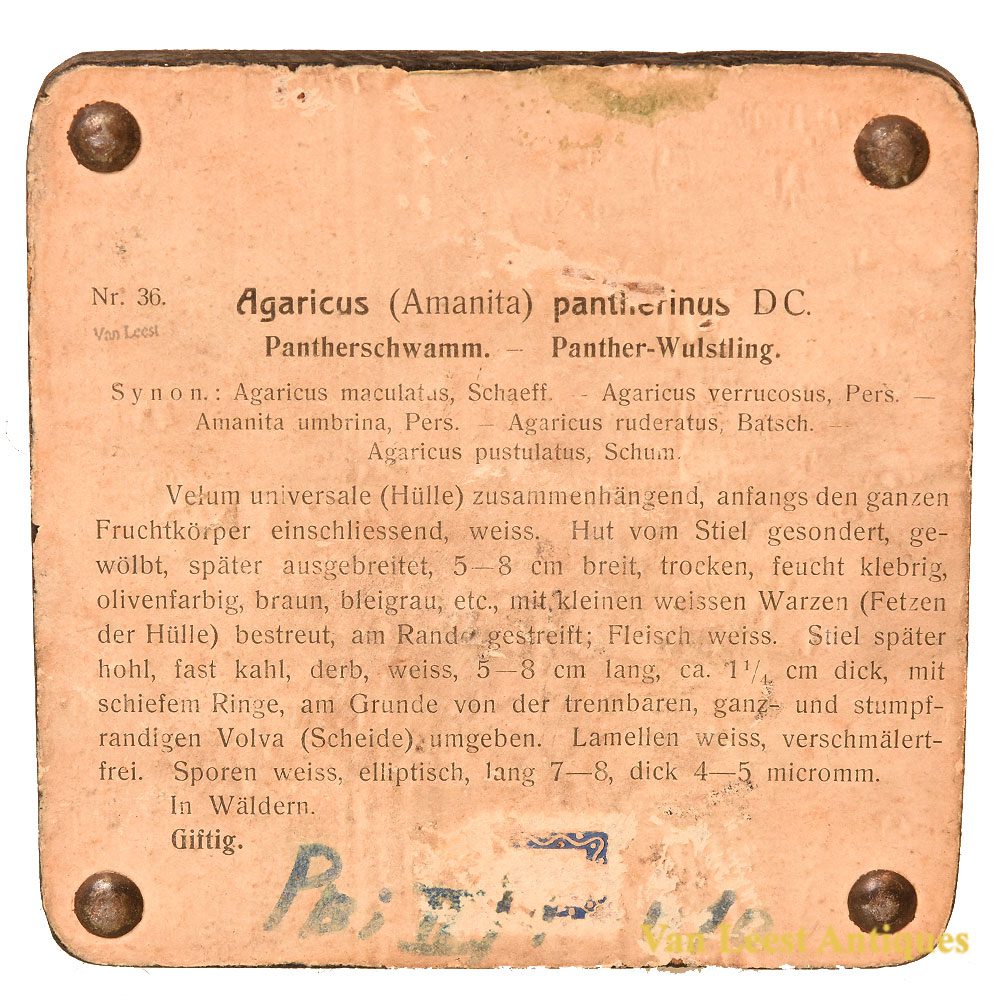 Nr. 36. Agaricus (Amanita) pantherinus DC.
Van Leest
Pantherschwamm. — Panther-Wulstling.
Synon.: Agaricus maculatus, Schaeff. — Agaricus verrucosus, Pers. —
Amanita umbrina, Pers. — Agaricus ruderatus, Batsch. —
Agaricus pustulatus, Schum.
Velum universale (Hülle) zusammenhängend, anfangs den ganzen
Fruchtkörper einschliessend, weiss. Hut vom Stiel gesondert, ge-
wölbt, später ausgebreitet, 5—8 cm breit, trocken, feucht klebrig,
olivenfarbig, braun, bleigrau, etc., mit kleinen weissen Warzen (Fetzen
der Hülle) bestreut, am Rande gestreift; Fleisch weiss. Stiel später
hohl, fast kahl, derb, weiss, 5—8 cm lang, ca. 1¼ cm dick, mit
schiefem Ringe, am Grunde von der trennbaren, ganz- und stumpf-
randigen Volva (Scheide) umgeben. Lamellen weiss, verschmälert-
frei. Sporen weiss, elliptisch, lang 7—8, dick 4—5 micromm.
In Wäldern.
Giftig.
Van Leest Antiques